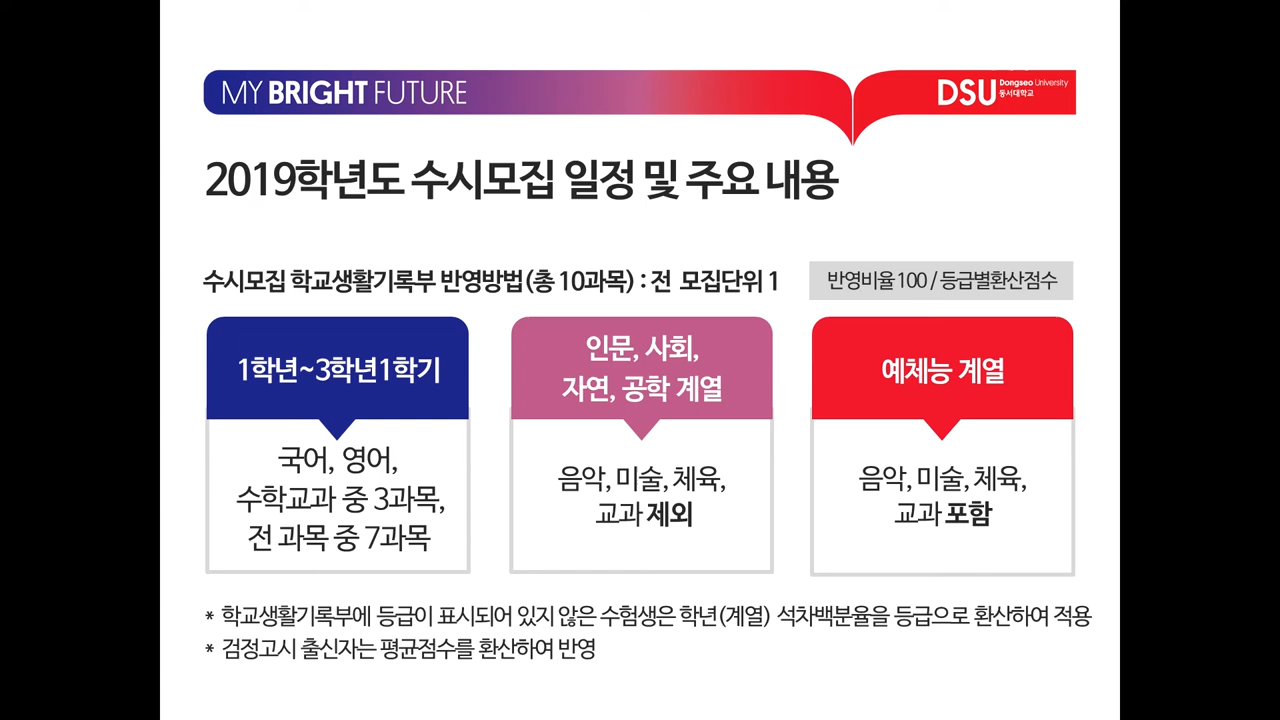 MY BRIGHT FUTURE
DSU Dongseo University
동서대학교
2019학년도 수시모집 일정 및 주요 내용
수시모집 학교생활기록부 반영방법(총 10과목) : 전 모집단위 1
반영비율 100 / 등급별환산점수
1학년~3학년1학기
국어, 영어,
수학교과 중 3과목,
전 과목 중 7과목
인문, 사회,
자연, 공학 계열
음악, 미술, 체육,
교과 제외
예체능 계열
음악, 미술, 체육,
교과 포함
* 학교생활기록부에 등급이 표시되어 있지 않은 수험생은 학년(계열) 석차백분율을 등급으로 환산하여 적용
* 검정고시 출신자는 평균점수를 환산하여 반영